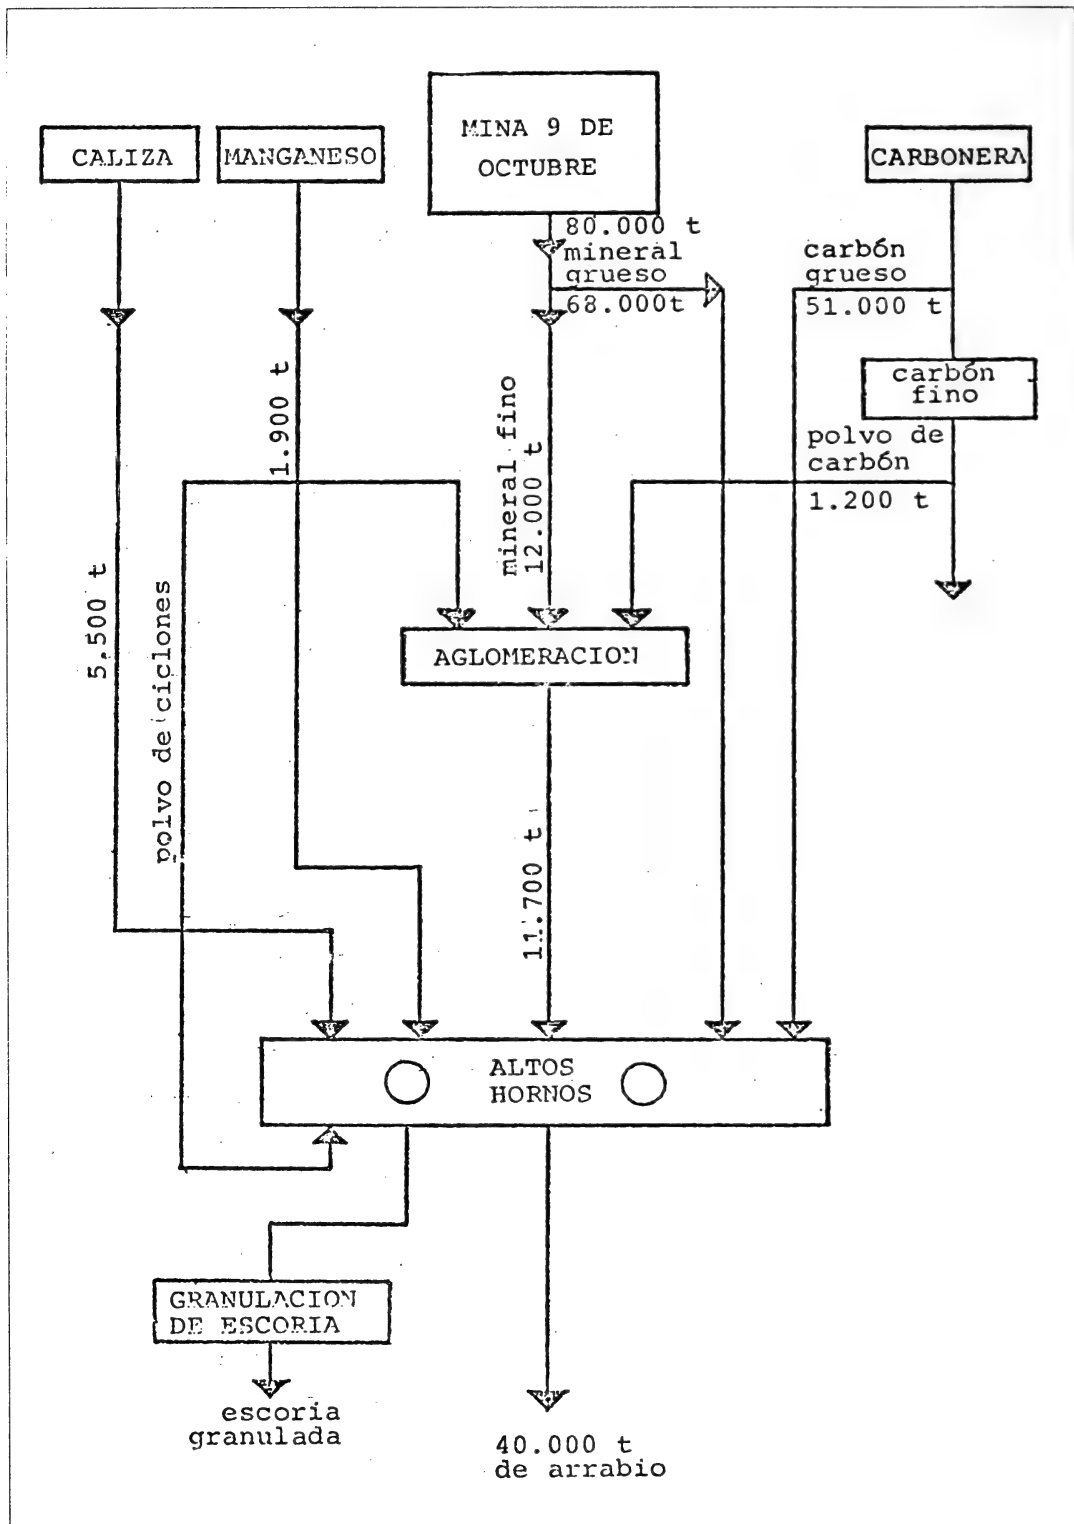 CALIZA
MANGANESO
MINA 9 DE
OCTUBRE
CARBONERA
80.000 t
mineral
grueso
68.000t
carbón
grueso
51.000 t
carbón
fino
polvo de
carbón
1.200 t
1.900 t
mineral fino
12.000 t
5,500 t
polvo de ciclones
AGLOMERACION
11.700 t
ALTOS
HORNOS
GRANULACION
DE ESCORIA
escoria
granulada
40.000 t
de arrabio